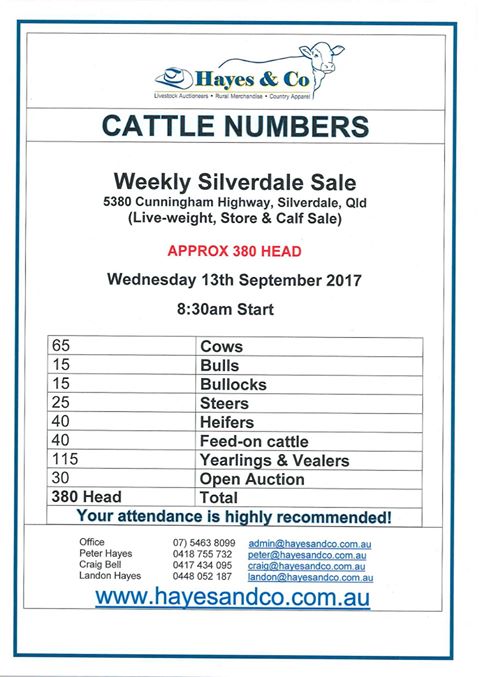 Hayes & Co
Livestock Auctioneers • Rural Merchandise • Country Apparel
CATTLE NUMBERS
Weekly Silverdale Sale
5380 Cunningham Highway, Silverdale, Qld
(Live-weight, Store & Calf Sale)
APPROX 380 HEAD
Wednesday 13th September 2017
8:30am Start
65 Cows
15 Bulls
15 Bullocks
25 Steers
40 Heifers
40 Feed-on cattle
115 Yearlings & Vealers
30 Open Auction
380 Head Total
Your attendance is highly recommended!
Office 07) 5463 8099 admin@hayesandco.com.au
Peter Hayes 0418 755 732 peter@hayesandco.com.au
Craig Bell 0417 434 095 craig@hayesandco.com.au
Landon Hayes 0448 052 187 landon@hayesandco.com.au
www.hayesandco.com.au